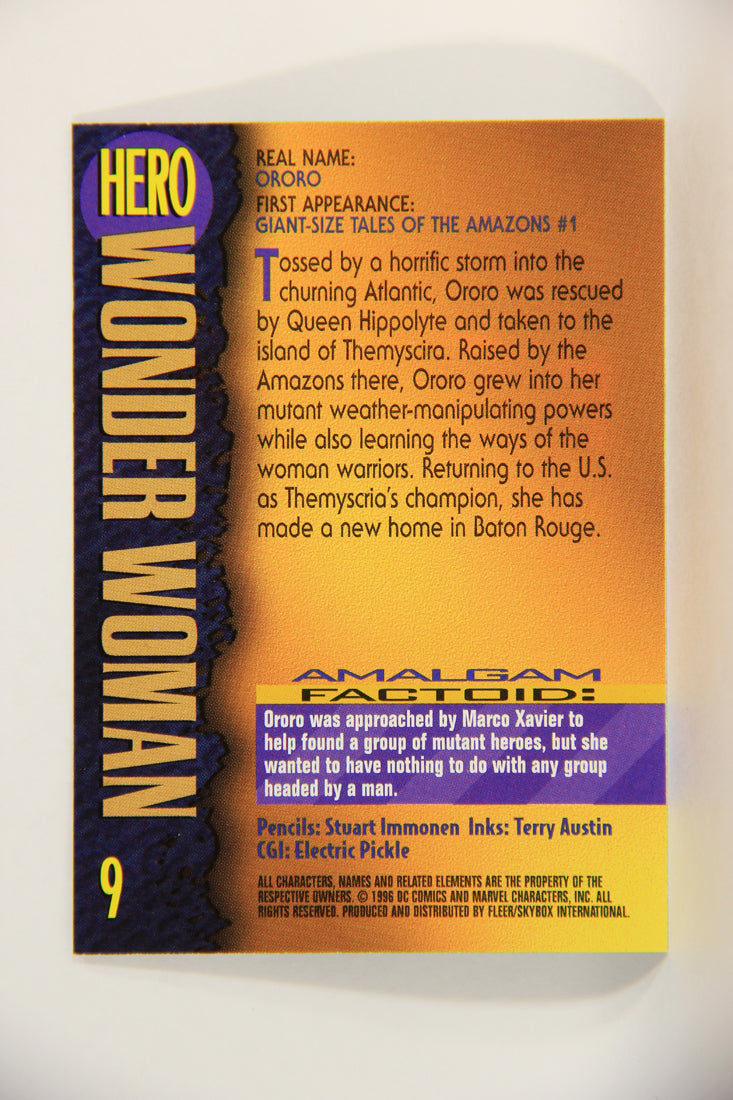 HERO
WONDER WOMAN
9
REAL NAME:
ORORO
FIRST APPEARANCE:
GIANT-SIZE TALES OF THE AMAZONS #1
Tossed by a horrific storm into the
churning Atlantic, Ororo was rescued
by Queen Hippolyte and taken to the
island of Themyscira. Raised by the
Amazons there, Ororo grew into her
mutant weather-manipulating powers
while also learning the ways of the
woman warriors. Returning to the U.S.
as Themyscria's champion, she has
made a new home in Baton Rouge.
AMALGAM
FACTOID:
Ororo was approached by Marco Xavier to
help found a group of mutant heroes, but she
wanted to have nothing to do with any group
headed by a man.
Pencils: Stuart Immonen Inks: Terry Austin
CGI: Electric Pickle
ALL CHARACTERS, NAMES AND RELATED ELEMENTS ARE THE PROPERTY OF THE
RESPECTIVE OWNERS. © 1996 DC COMICS AND MARVEL CHARACTERS, INC. ALL
RIGHTS RESERVED. PRODUCED AND DISTRIBUTED BY FLEER/SKYBOX INTERNATIONAL.